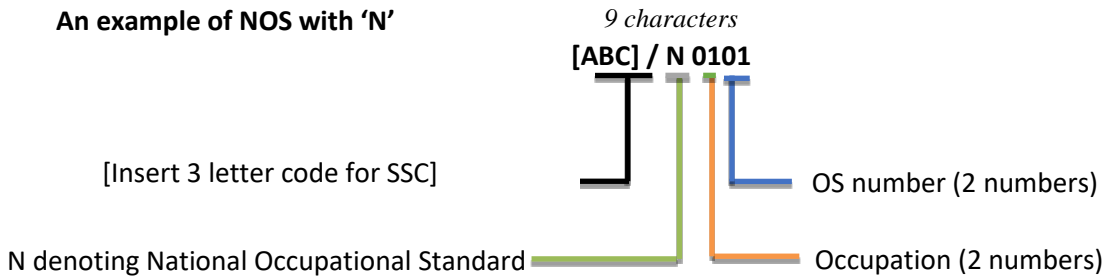 An example of NOS with ‘N’
9 characters
[ABC] / N 0101
[Insert 3 letter code for SSC]
OS number (2 numbers)
N denoting National Occupational Standard
Occupation (2 numbers)